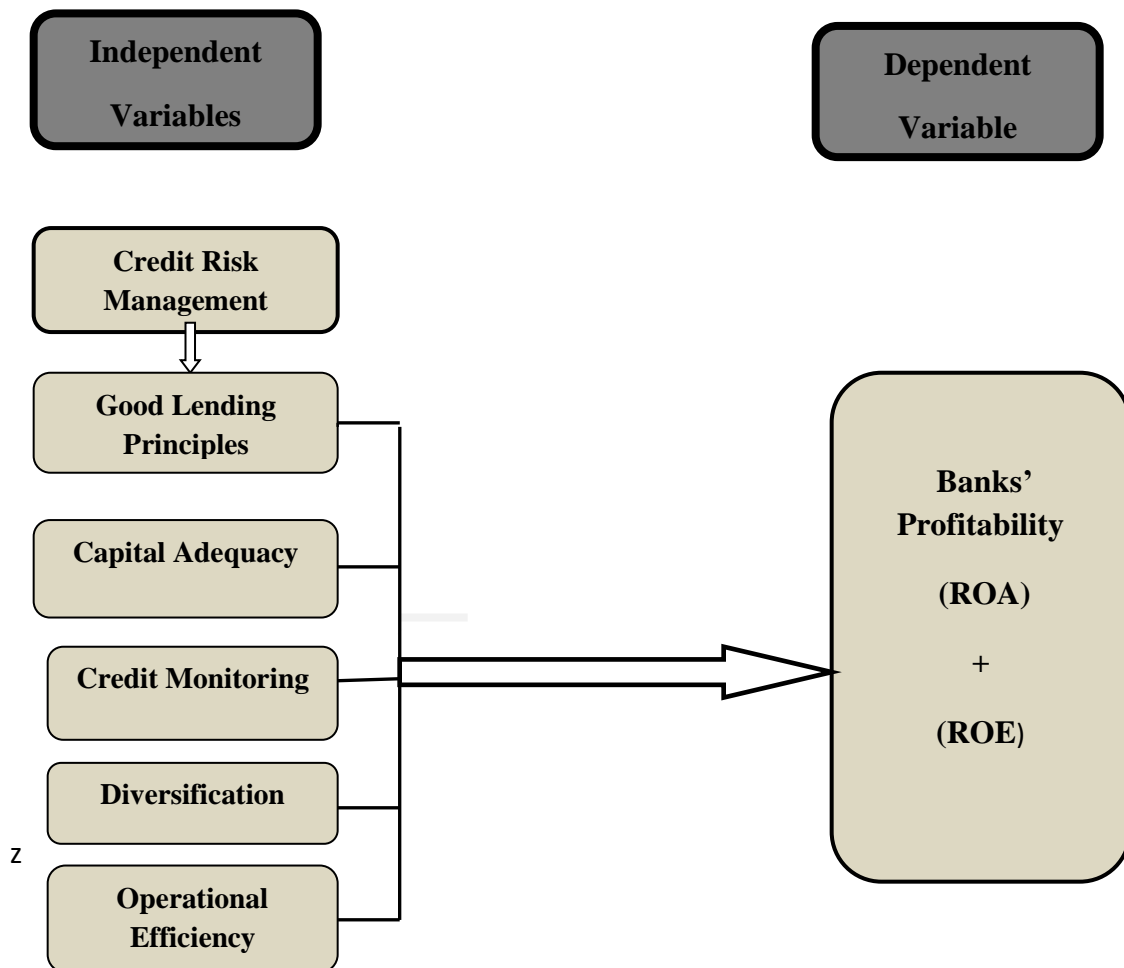 Independent
Variables
Dependent
Variable
Credit Risk
Management
Good Lending
Principles
Capital Adequacy
Credit Monitoring
Diversification
z
Operational
Efficiency
Banks’
Profitability
(ROA)
+
(ROE)